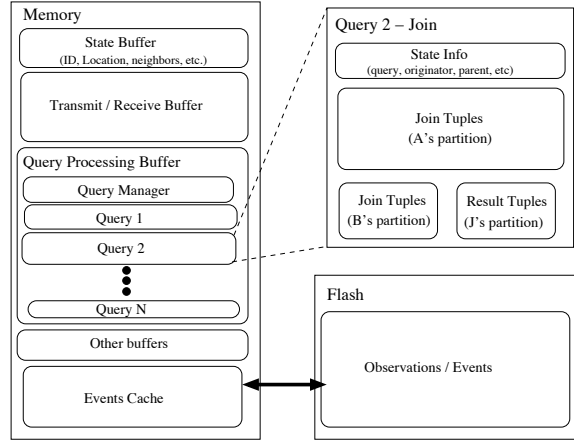 Memory
State Buffer
(ID, Location, neighbors, etc.)
Transmit / Receive Buffer
Query Processing Buffer
Query Manager
Query 1
Query 2
Query N
Other buffers
Events Cache
Query 2 – Join
State Info
(query, originator, parent, etc)
Join Tuples
(A's partition)
Join Tuples
(B's partition)
Result Tuples
(J's partition)
Flash
Observations / Events